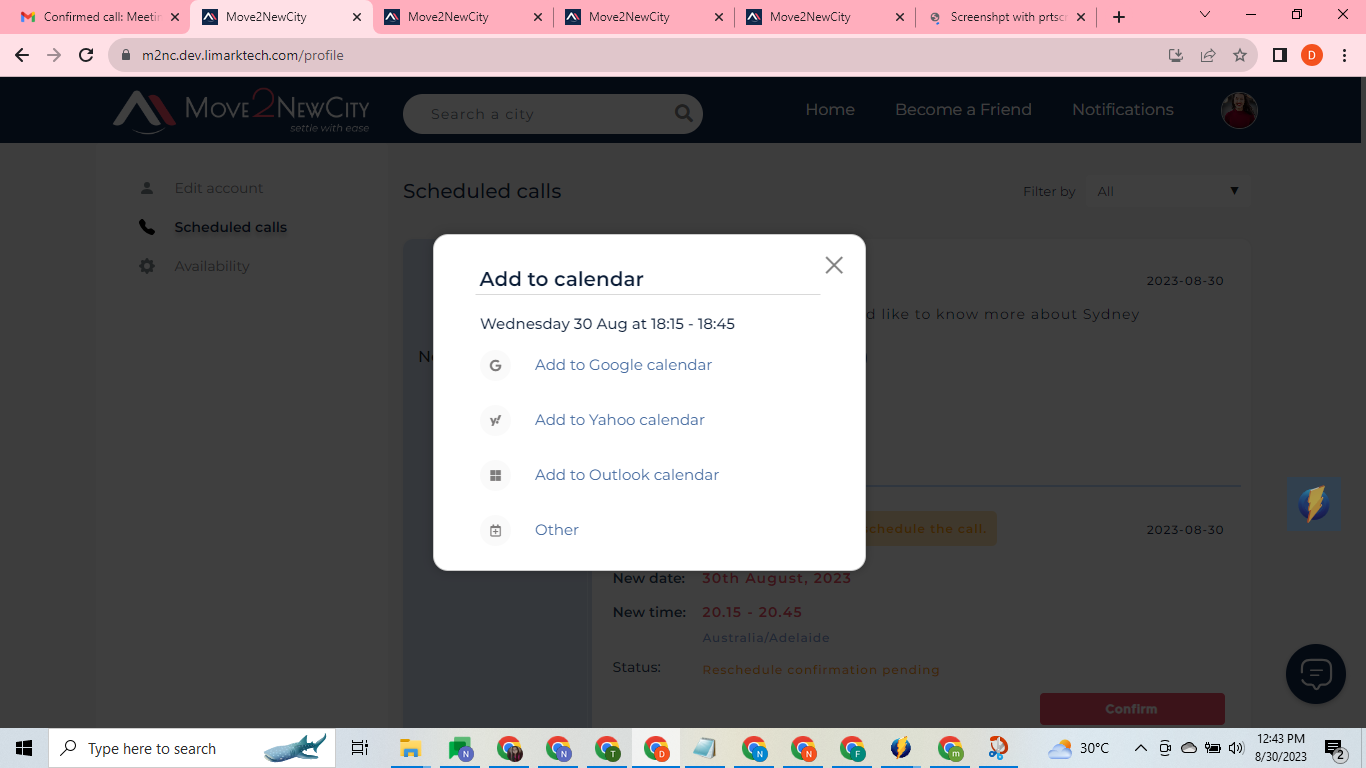 Confirmed call: Meetin
Move2NewCity
Move2NewCity
Move2NewCity
Move2NewCity
Screenshpt with prtscr
m2nc.dev.limarktech.com/profile
D
MOVE2NEWCITY
settle with ease
Search a city
Home
Become a Friend
Notifications
Edit account
Scheduled calls
Availability
Scheduled calls
Filter by
All
2023-08-30
d like to know more about Sydney
Add to calendar
Wednesday 30 Aug at 18:15 - 18:45
Add to Google calendar
Add to Yahoo calendar
Add to Outlook calendar
Other
chedule the call.
2023-08-30
New date: 30th August, 2023
New time: 20.15 - 20.45
Australia/Adelaide
Status: Reschedule confirmation pending
Confirm
Type here to search
30°C
12:43 PM
8/30/2023
2